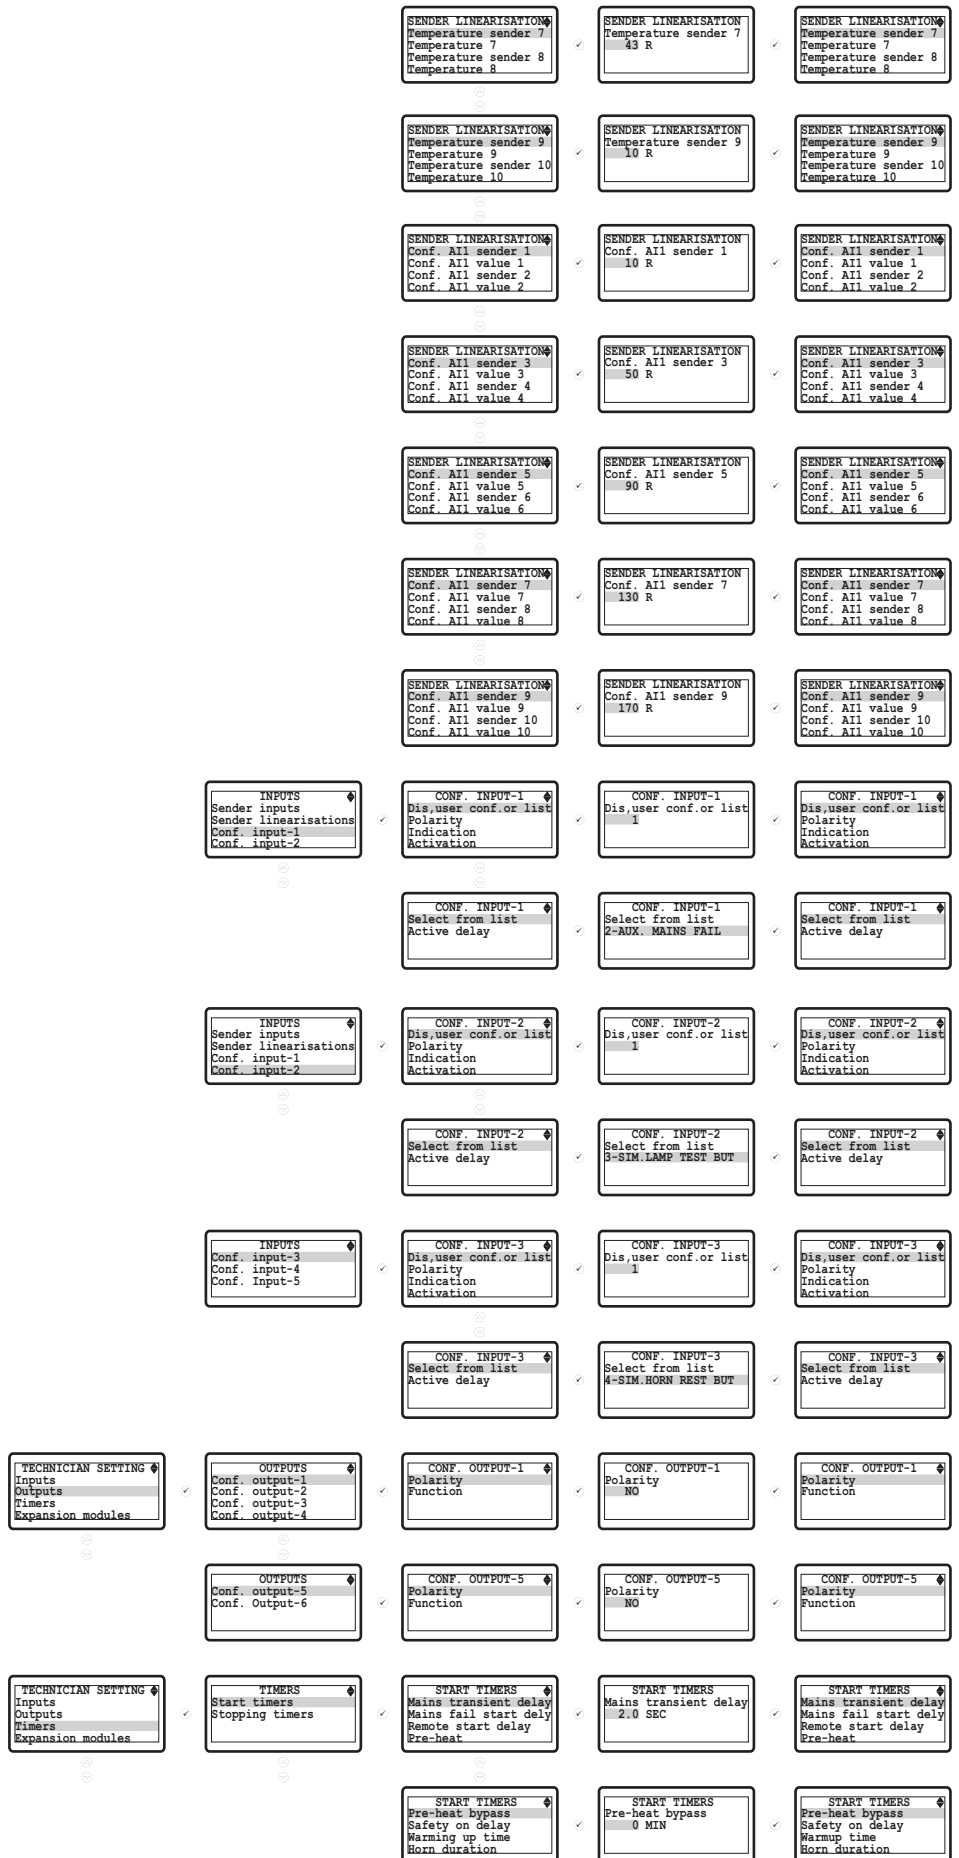 SENDER LINEARISATION
Temperature sender 7
Temperature 7
Temperature sender 8
Temperature 8
SENDER LINEARISATION
Temperature sender 7
43 R
SENDER LINEARISATION
Temperature sender 7
Temperature 7
Temperature sender 8
Temperature 8
SENDER LINEARISATION
Temperature sender 9
Temperature 9
Temperature sender 10
Temperature 10
SENDER LINEARISATION
Temperature sender 9
10 R
SENDER LINEARISATION
Temperature sender 9
Temperature 9
Temperature sender 10
Temperature 10
SENDER LINEARISATION
Conf. AI1 sender 1
Conf. AI1 value 1
Conf. AI1 sender 2
Conf. AI1 value 2
SENDER LINEARISATION
Conf. AI1 sender 1
10 R
SENDER LINEARISATION
Conf. AI1 sender 1
Conf. AI1 value 1
Conf. AI1 sender 2
Conf. AI1 value 2
SENDER LINEARISATION
Conf. AI1 sender 3
Conf. AI1 value 3
Conf. AI1 sender 4
Conf. AI1 value 4
SENDER LINEARISATION
Conf. AI1 sender 3
50 R
SENDER LINEARISATION
Conf. AI1 sender 3
Conf. AI1 value 3
Conf. AI1 sender 4
Conf. AI1 value 4
SENDER LINEARISATION
Conf. AI1 sender 5
Conf. AI1 value 5
Conf. AI1 sender 6
Conf. AI1 value 6
SENDER LINEARISATION
Conf. AI1 sender 5
90 R
SENDER LINEARISATION
Conf. AI1 sender 5
Conf. AI1 value 5
Conf. AI1 sender 6
Conf. AI1 value 6
SENDER LINEARISATION
Conf. AI1 sender 7
Conf. AI1 value 7
Conf. AI1 sender 8
Conf. AI1 value 8
SENDER LINEARISATION
Conf. AI1 sender 7
130 R
SENDER LINEARISATION
Conf. AI1 sender 7
Conf. AI1 value 7
Conf. AI1 sender 8
Conf. AI1 value 8
SENDER LINEARISATION
Conf. AI1 sender 9
Conf. AI1 value 9
Conf. AI1 sender 10
Conf. AI1 value 10
SENDER LINEARISATION
Conf. AI1 sender 9
170 R
SENDER LINEARISATION
Conf. AI1 sender 9
Conf. AI1 value 9
Conf. AI1 sender 10
Conf. AI1 value 10
INPUTS
Sender inputs
Sender linearisations
Conf. input-1
Conf. input-2
CONF. INPUT-1
Dis,user conf.or list
Polarity
Indication
Activation
CONF. INPUT-1
Dis,user conf.or list
1
CONF. INPUT-1
Dis,user conf.or list
Polarity
Indication
Activation
CONF. INPUT-1
Select from list
Active delay
CONF. INPUT-1
Select from list
2-AUX. MAINS FAIL
CONF. INPUT-1
Select from list
Active delay
INPUTS
Sender inputs
Sender linearisations
Conf. input-1
Conf. input-2
CONF. INPUT-2
Dis,user conf.or list
Polarity
Indication
Activation
CONF. INPUT-2
Dis,user conf.or list
1
CONF. INPUT-2
Dis,user conf.or list
Polarity
Indication
Activation
CONF. INPUT-2
Select from list
Active delay
CONF. INPUT-2
Select from list
3-SIM.LAMP TEST BUT
CONF. INPUT-2
Select from list
Active delay
INPUTS
Conf. input-3
Conf. input-4
Conf. Input-5
CONF. INPUT-3
Dis,user conf.or list
Polarity
Indication
Activation
CONF. INPUT-3
Dis,user conf.or list
1
CONF. INPUT-3
Dis,user conf.or list
Polarity
Indication
Activation
CONF. INPUT-3
Select from list
Active delay
CONF. INPUT-3
Select from list
4-SIM.HORN REST BUT
CONF. INPUT-3
Select from list
Active delay
TECHNICIAN SETTING
Inputs
Outputs
Timers
Expansion modules
OUTPUTS
Conf. output-1
Conf. output-2
Conf. output-3
Conf. output-4
CONF. OUTPUT-1
Polarity
Function
CONF. OUTPUT-1
Polarity
NO
CONF. OUTPUT-1
Polarity
Function
OUTPUTS
Conf. output-5
Conf. Output-6
CONF. OUTPUT-5
Polarity
Function
CONF. OUTPUT-5
Polarity
NO
CONF. OUTPUT-5
Polarity
Function
TECHNICIAN SETTING
Inputs
Outputs
Timers
Expansion modules
TIMERS
Start timers
Stopping timers
START TIMERS
Mains transient delay
Mains fail start dely
Remote start delay
Pre-heat
START TIMERS
Mains transient delay
2.0 SEC
START TIMERS
Mains transient delay
Mains fail start dely
Remote start delay
Pre-heat
START TIMERS
Pre-heat bypass
Safety on delay
Warming up time
Horn duration
START TIMERS
Pre-heat bypass
0 MIN
START TIMERS
Pre-heat bypass
Safety on delay
Warmup time
Horn duration